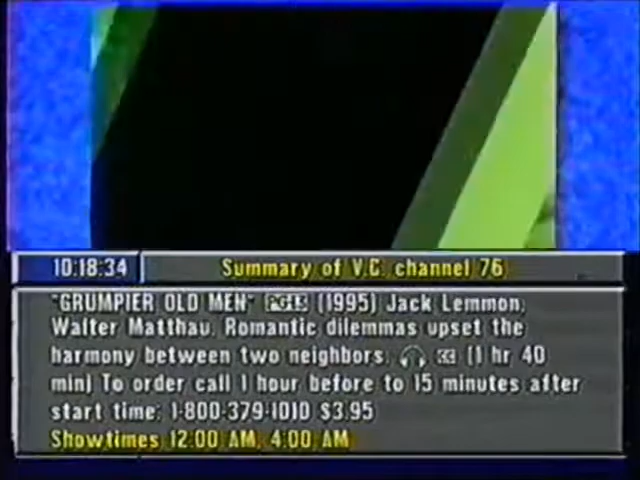 10:18:34
Summary of V.C. channel 76
"GRUMPIER OLD MEN" PG13 (1995) Jack Lemmon,
Walter Matthau. Romantic dilemmas upset the
harmony between two neighbors. CC (1 hr 40
min) To order call 1 hour before to 15 minutes after
start time: 1-800-379-1010 $3.95
Showtimes 12:00 AM, 4:00 AM